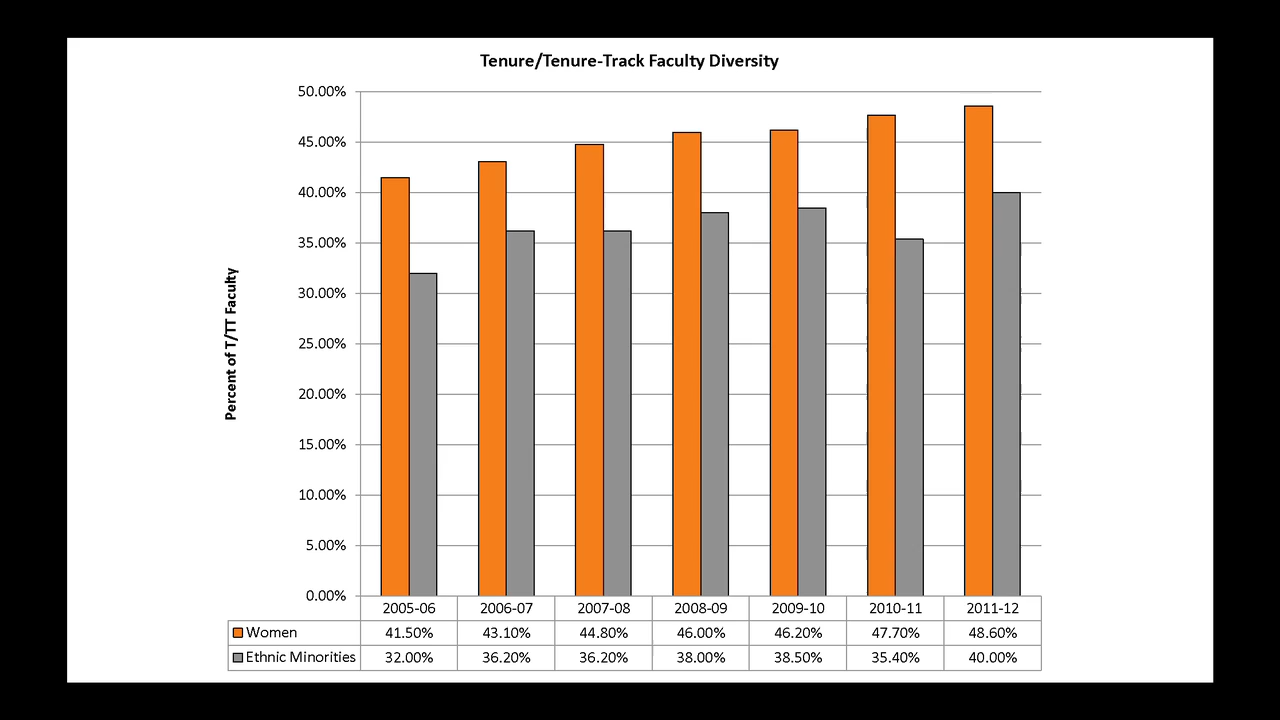 Tenure/Tenure-Track Faculty Diversity
Percent of T/TT Faculty
50.00%
45.00%
40.00%
35.00%
30.00%
25.00%
20.00%
15.00%
10.00%
5.00%
0.00%
2005-06 2006-07 2007-08 2008-09 2009-10 2010-11 2011-12
Women 41.50% 43.10% 44.80% 46.00% 46.20% 47.70% 48.60%
Ethnic Minorities 32.00% 36.20% 36.20% 38.00% 38.50% 35.40% 40.00%